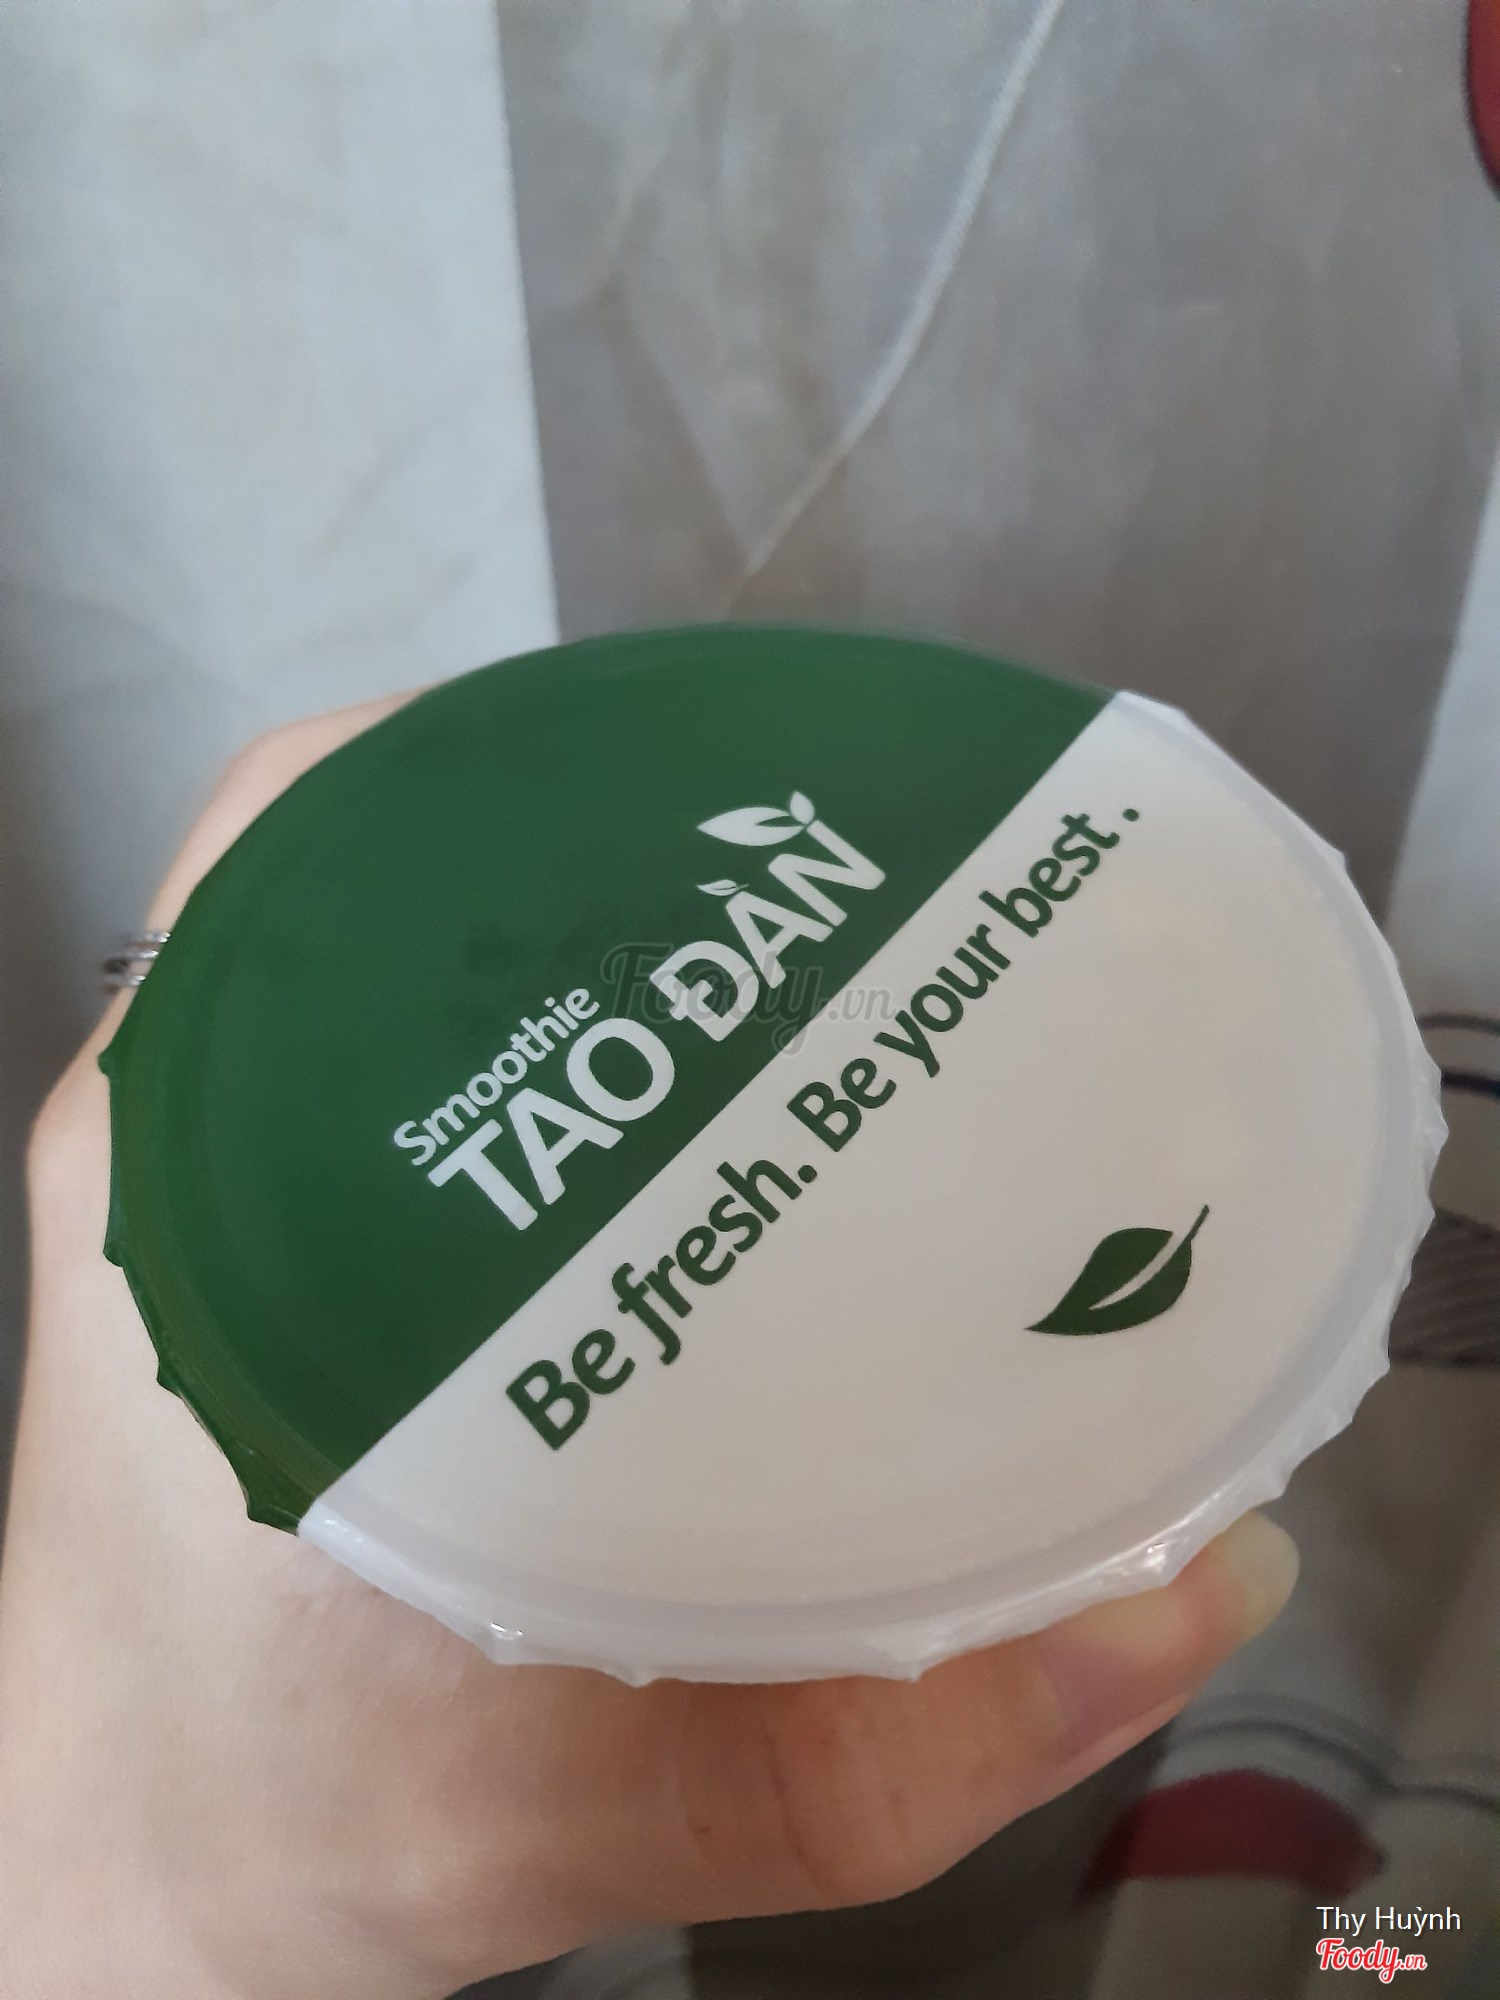 Smoothie
TAO ĐÀN
Be fresh. Be your best .
Foody.vn
Thy Huỳnh
Foody.vn